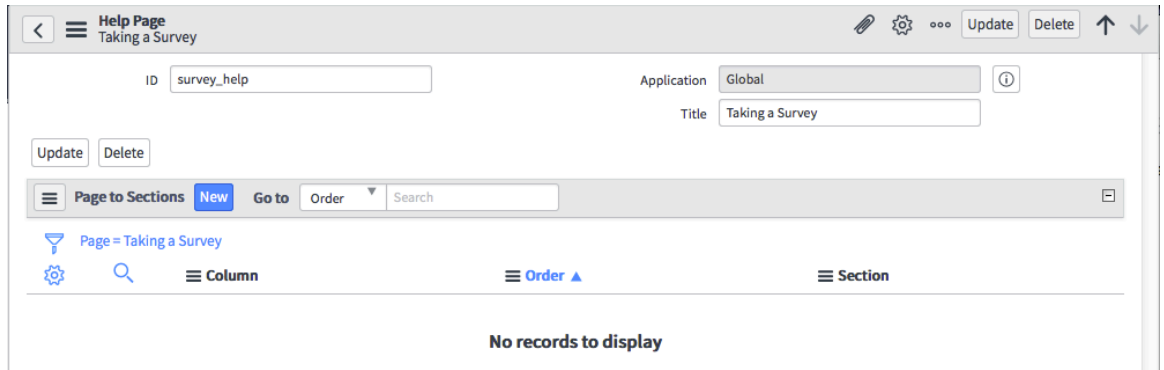 Help Page
Taking a Survey
Update Delete
ID survey_help
Application Global
Title Taking a Survey
Update Delete
Page to Sections New Go to Order Search
Page = Taking a Survey
Column Order Section
No records to display